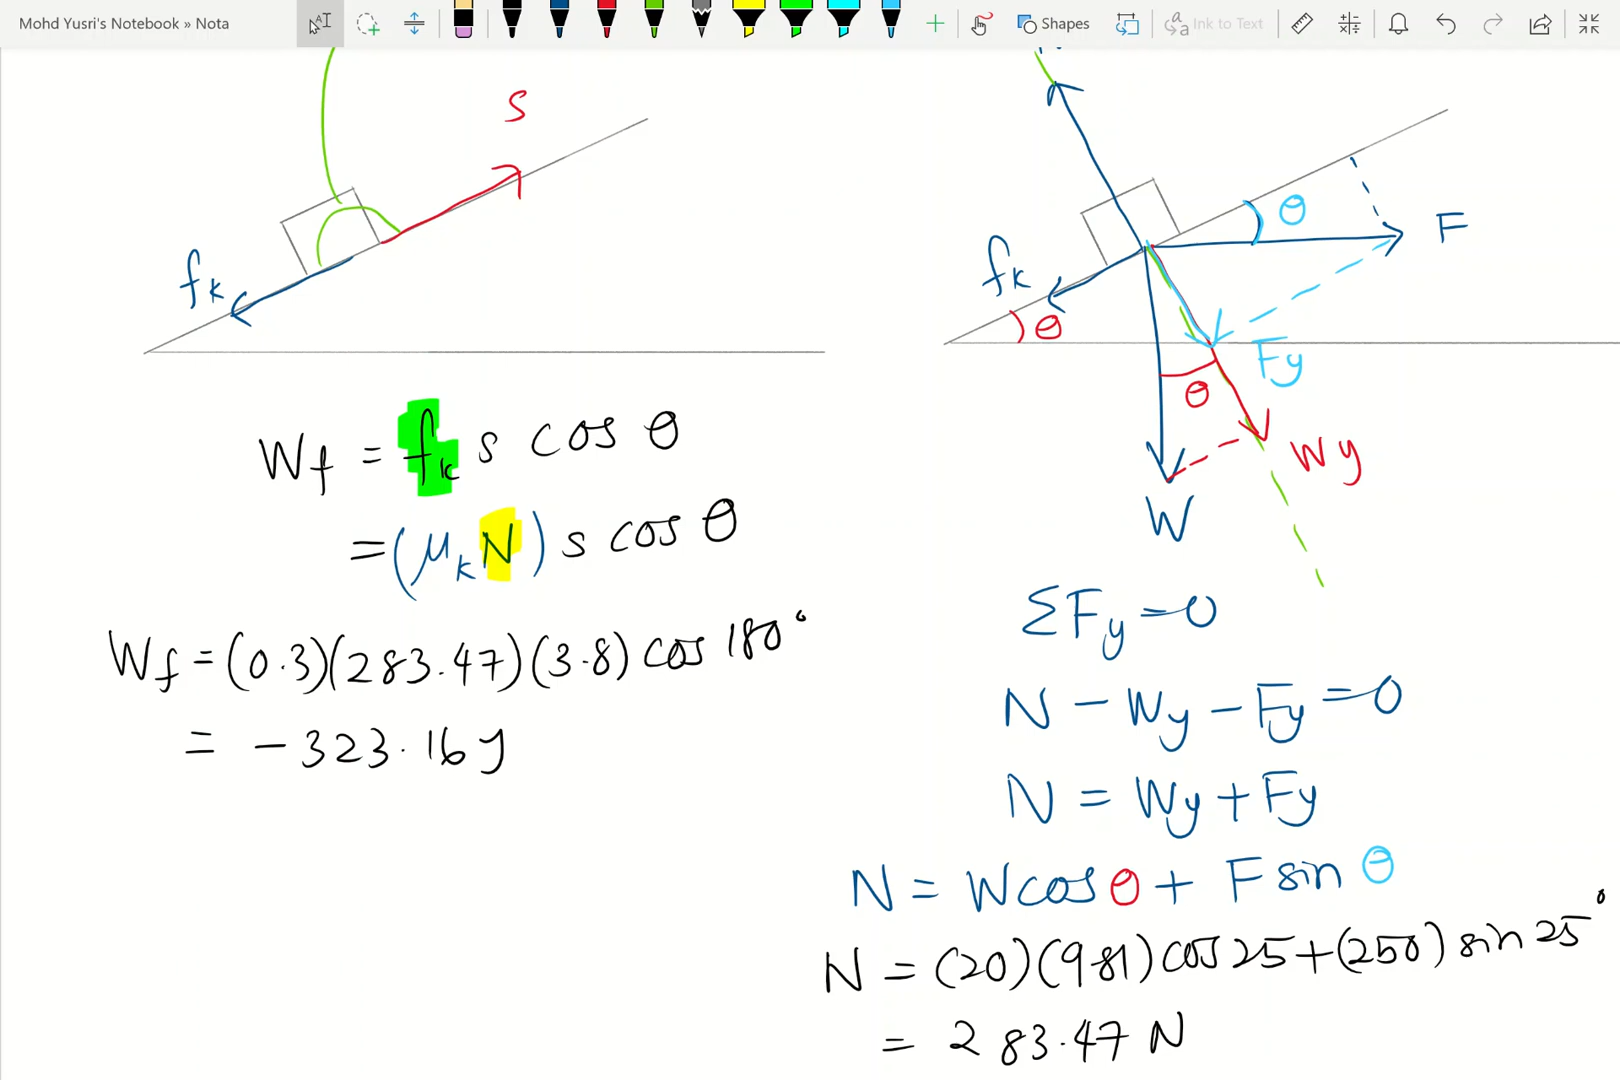 Mohd Yusri's Notebook » Nota
Shapes
Ink to Text
s
fk
Wf = fk s cos θ
=(μk N) s cos θ
Wf = (0.3)(283.47)(3.8) cos 180°
= -323.16 J
θ
F
fk
θ
Fy
θ
Wy
W
ΣFy=0
N - Wy - Fy = 0
N = Wy + Fy
N = W cos θ + F sin θ
N = (20)(9.81) cos 25 + (250) sin 25°
= 283.47 N